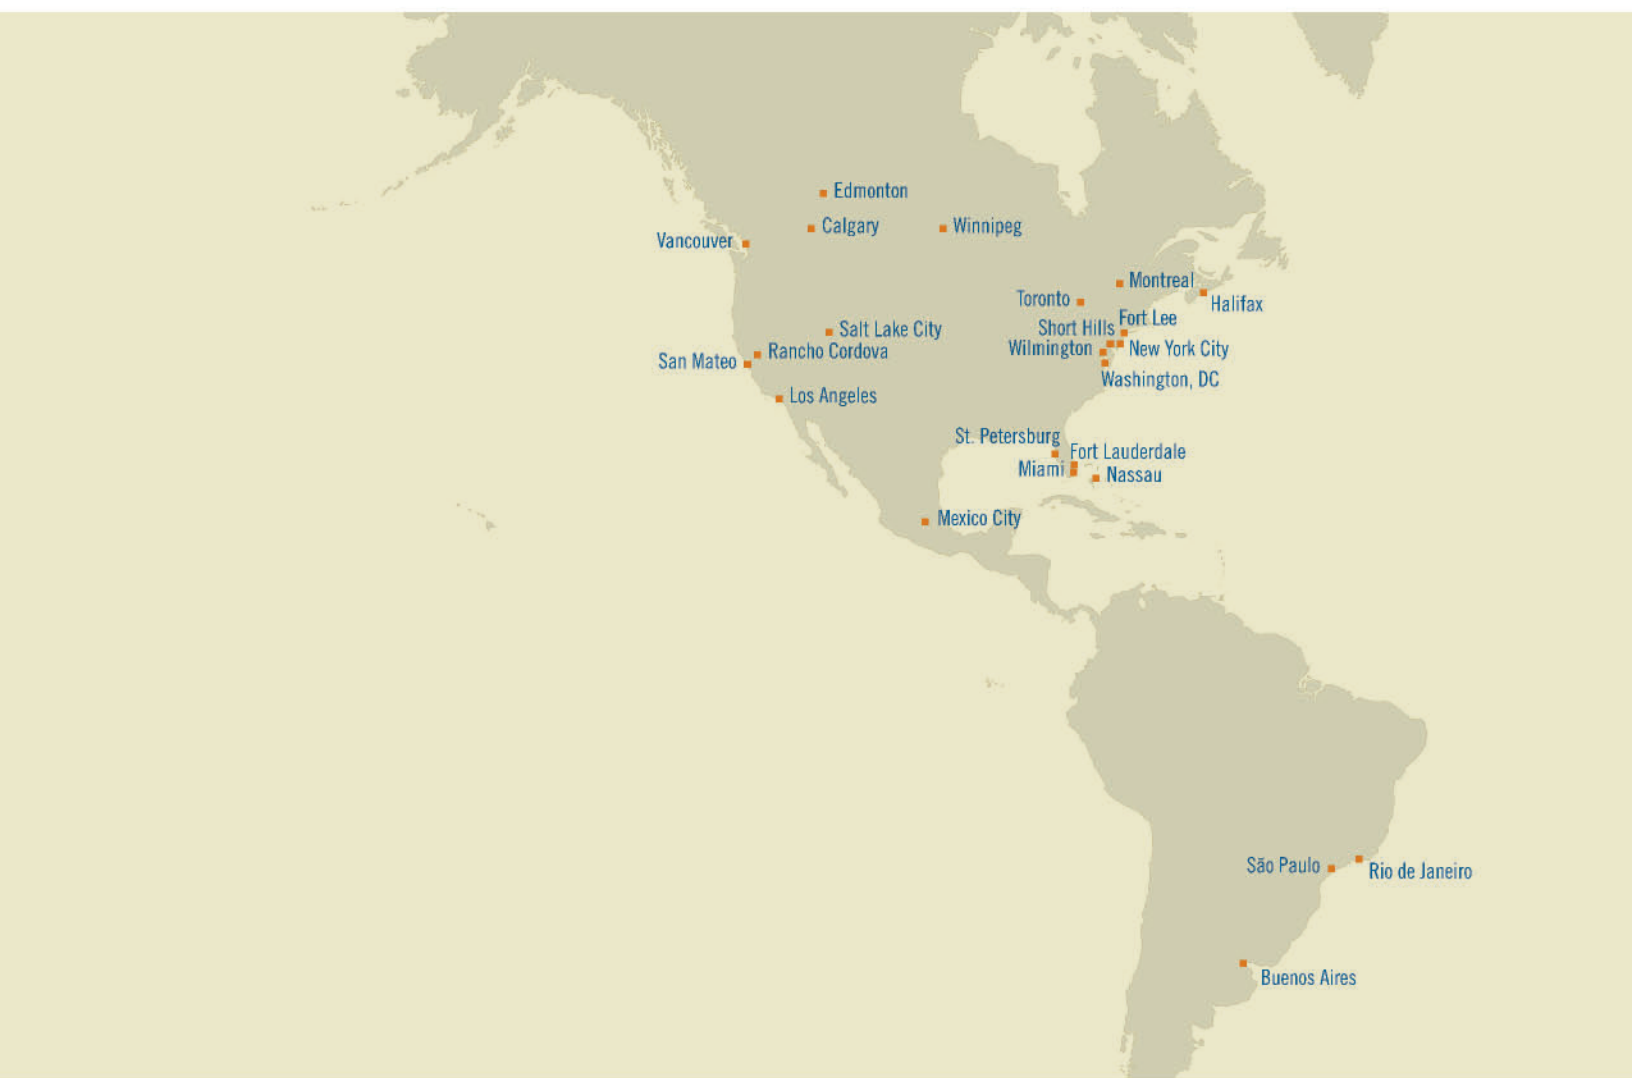 Edmonton
Calgary
Winnipeg
Vancouver
Montreal
Toronto
Halifax
Fort Lee
Short Hills
Salt Lake City
Wilmington
New York City
Rancho Cordova
San Mateo
Washington, DC
Los Angeles
St. Petersburg
Fort Lauderdale
Miami
Nassau
Mexico City
São Paulo
Rio de Janeiro
Buenos Aires